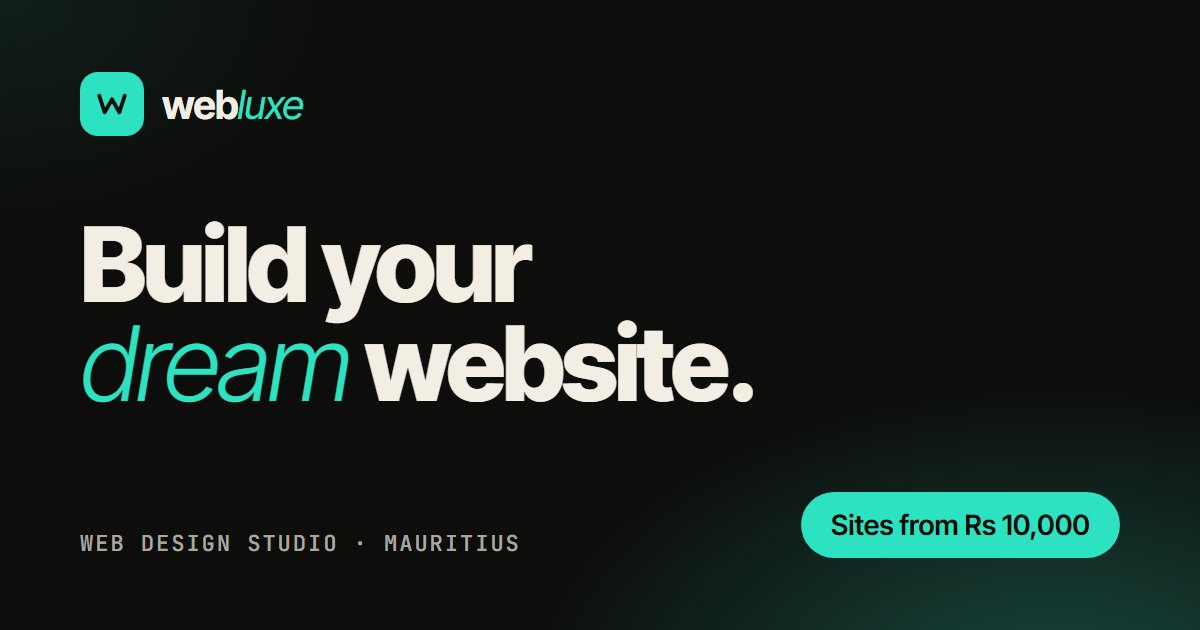 W
webluxe
Build your
dream website.
WEB DESIGN STUDIO · MAURITIUS
Sites from Rs 10,000